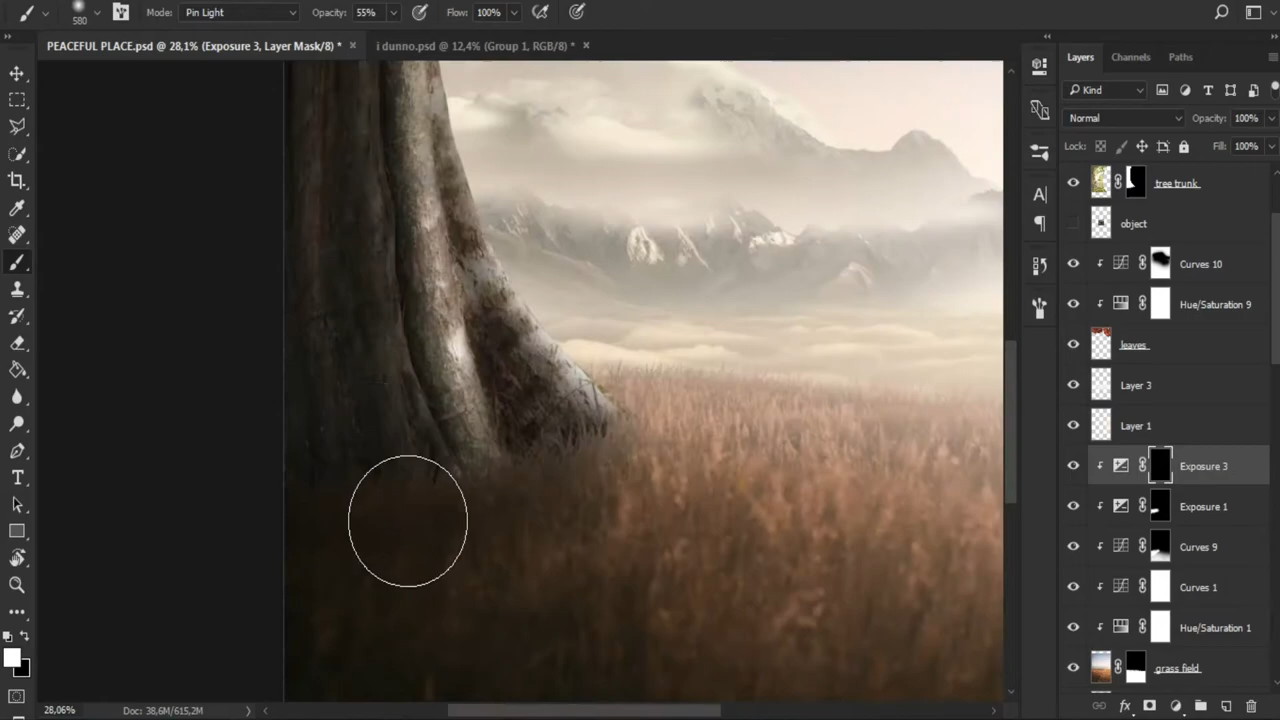 580 Mode: Pin Light Opacity: 55% Flow: 100%
PEACEFUL PLACE.psd @ 28,1% (Exposure 3, Layer Mask/8) * × i dunno.psd @ 12,4% (Group 1, RGB/8) * ×
Layers Channels Paths
Kind
Normal Opacity: 100%
Lock: Fill: 100%
tree trunk
object
Curves 10
Hue/Saturation 9
leaves
Layer 3
Layer 1
Exposure 3
Exposure 1
Curves 9
Curves 1
Hue/Saturation 1
grass field
28,06% Doc: 38,6M/615,2M